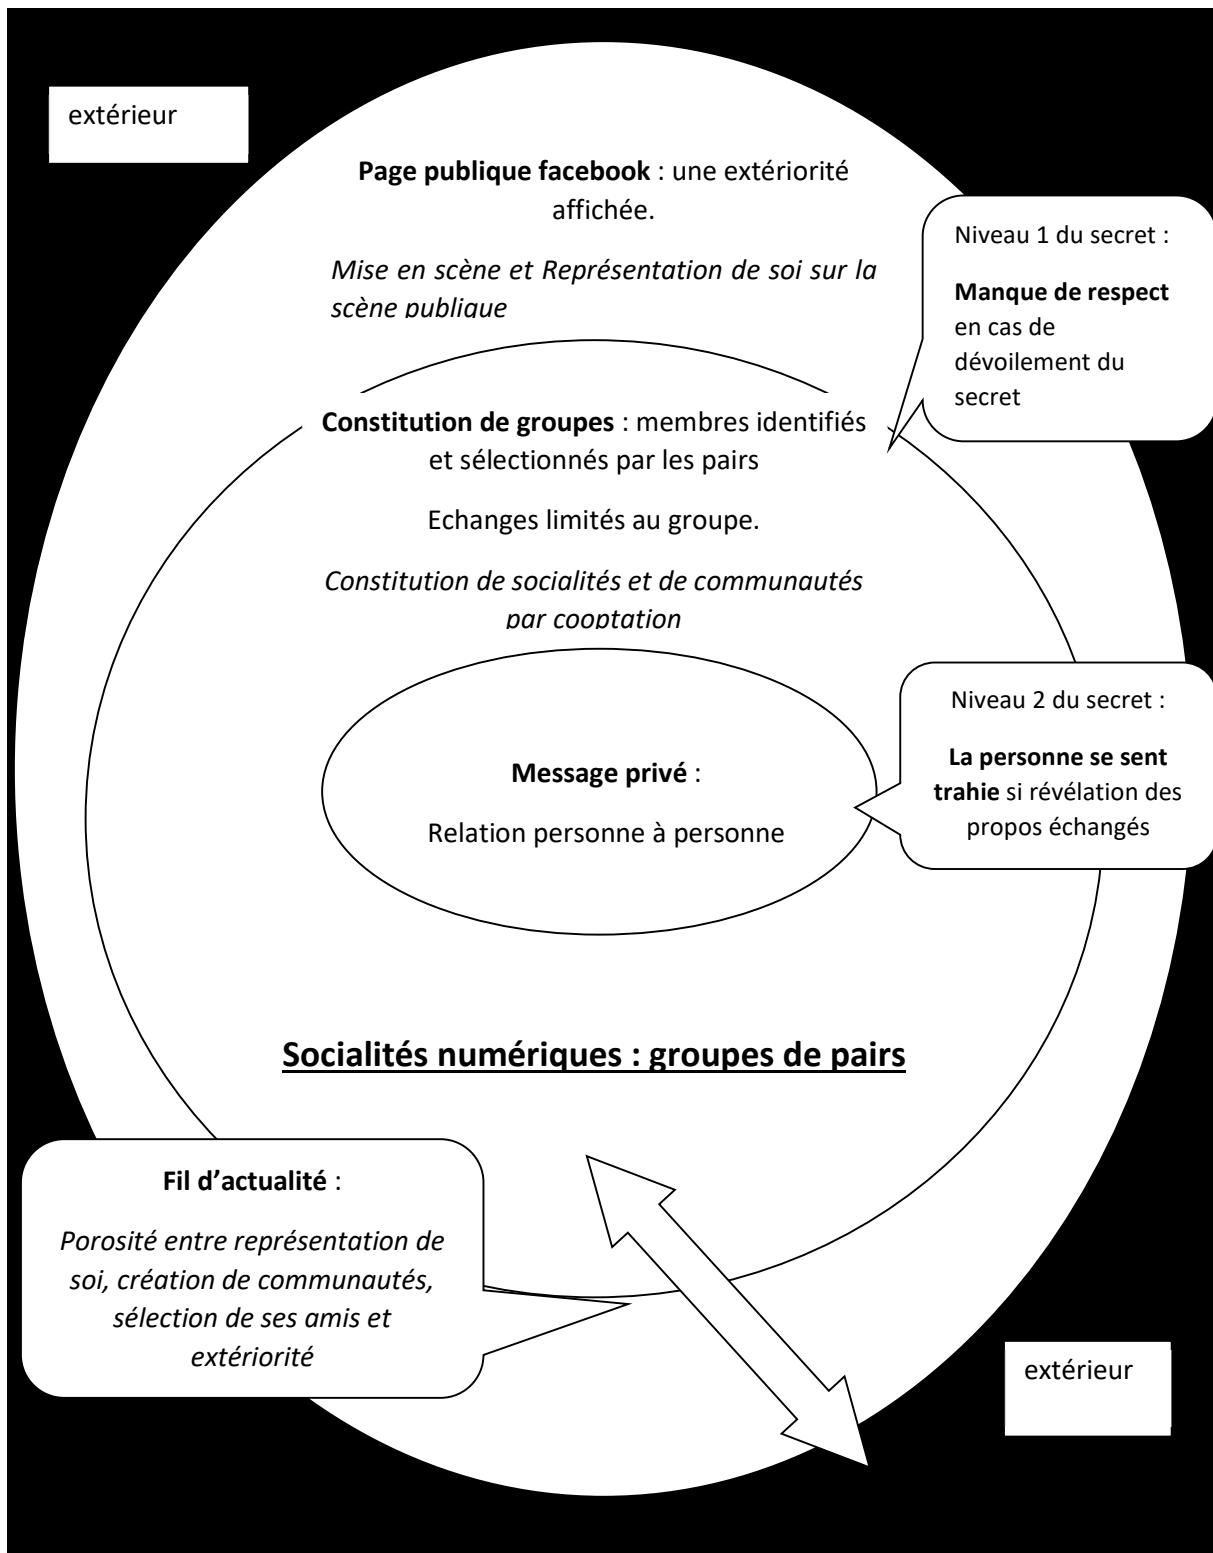 extérieur
Page publique facebook : une extériorité
affichée.
Mise en scène et Représentation de soi sur la
scène publique
Niveau 1 du secret :
Manque de respect
en cas de
dévoilement du
secret
Constitution de groupes : membres identifiés
et sélectionnés par les pairs
Echanges limités au groupe.
Constitution de socialités et de communautés
par cooptation
Niveau 2 du secret :
La personne se sent
trahie si révélation des
propos échangés
Message privé :
Relation personne à personne
Socialités numériques : groupes de pairs
Fil d’actualité :
Porosité entre représentation de
soi, création de communautés,
sélection de ses amis et
extériorité
extérieur